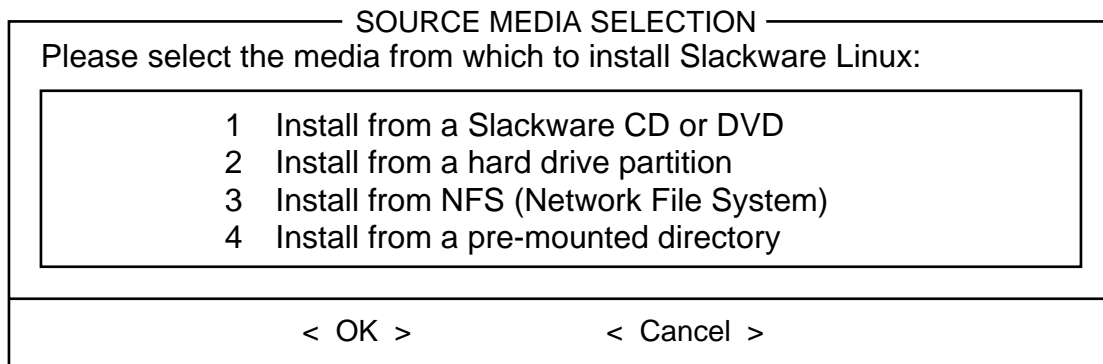 SOURCE MEDIA SELECTION
Please select the media from which to install Slackware Linux:
1 Install from a Slackware CD or DVD
2 Install from a hard drive partition
3 Install from NFS (Network File System)
4 Install from a pre-mounted directory
< OK > < Cancel >